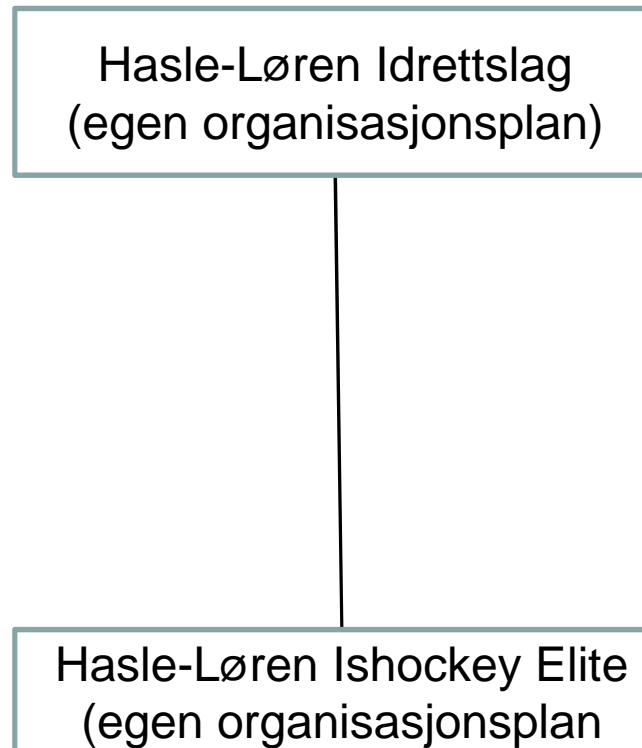 Hasle-Løren Idrettslag
(egen organisasjonsplan)
Hasle-Løren Ishockey Elite
(egen organisasjonsplan